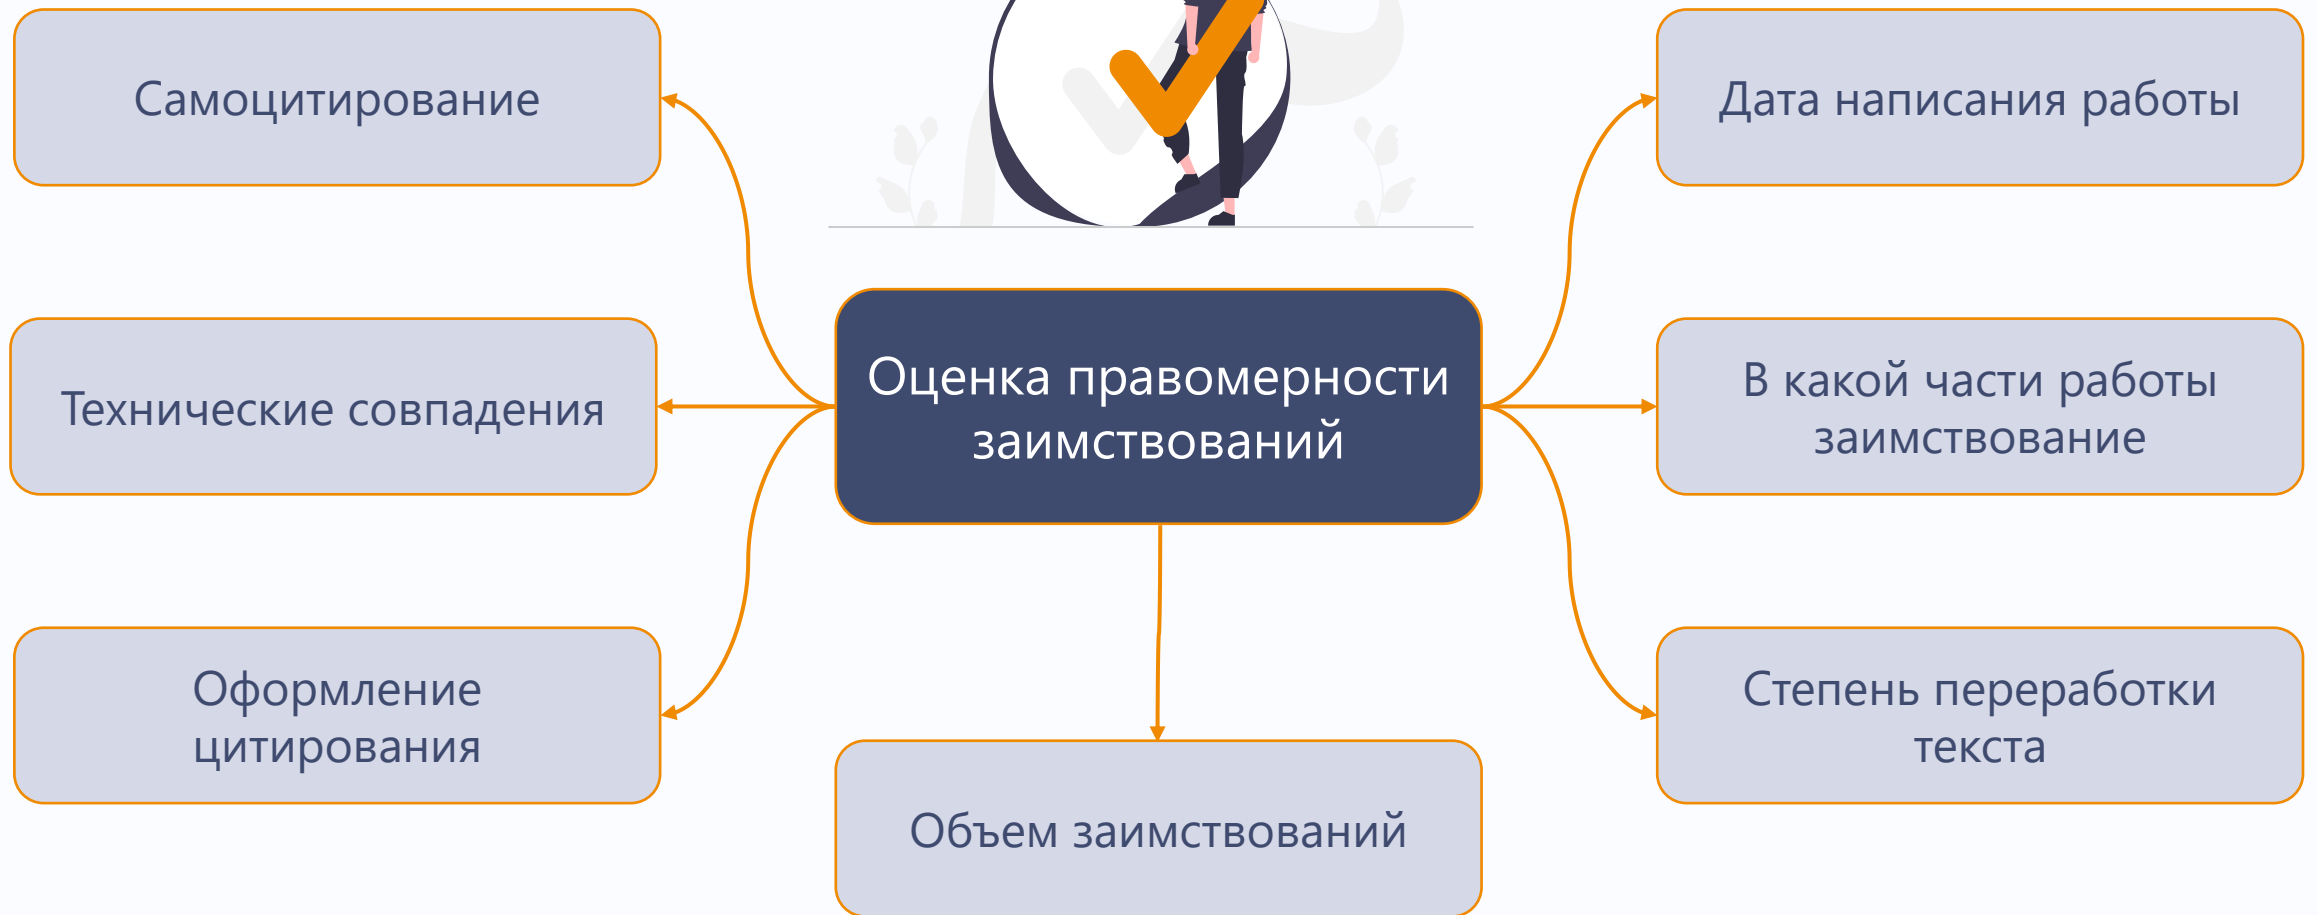 Самоцитирование
Дата написания работы
Оценка правомерности
заимствований
Технические совпадения
В какой части работы
заимствование
Оформление
цитирования
Степень переработки
текста
Объем заимствований